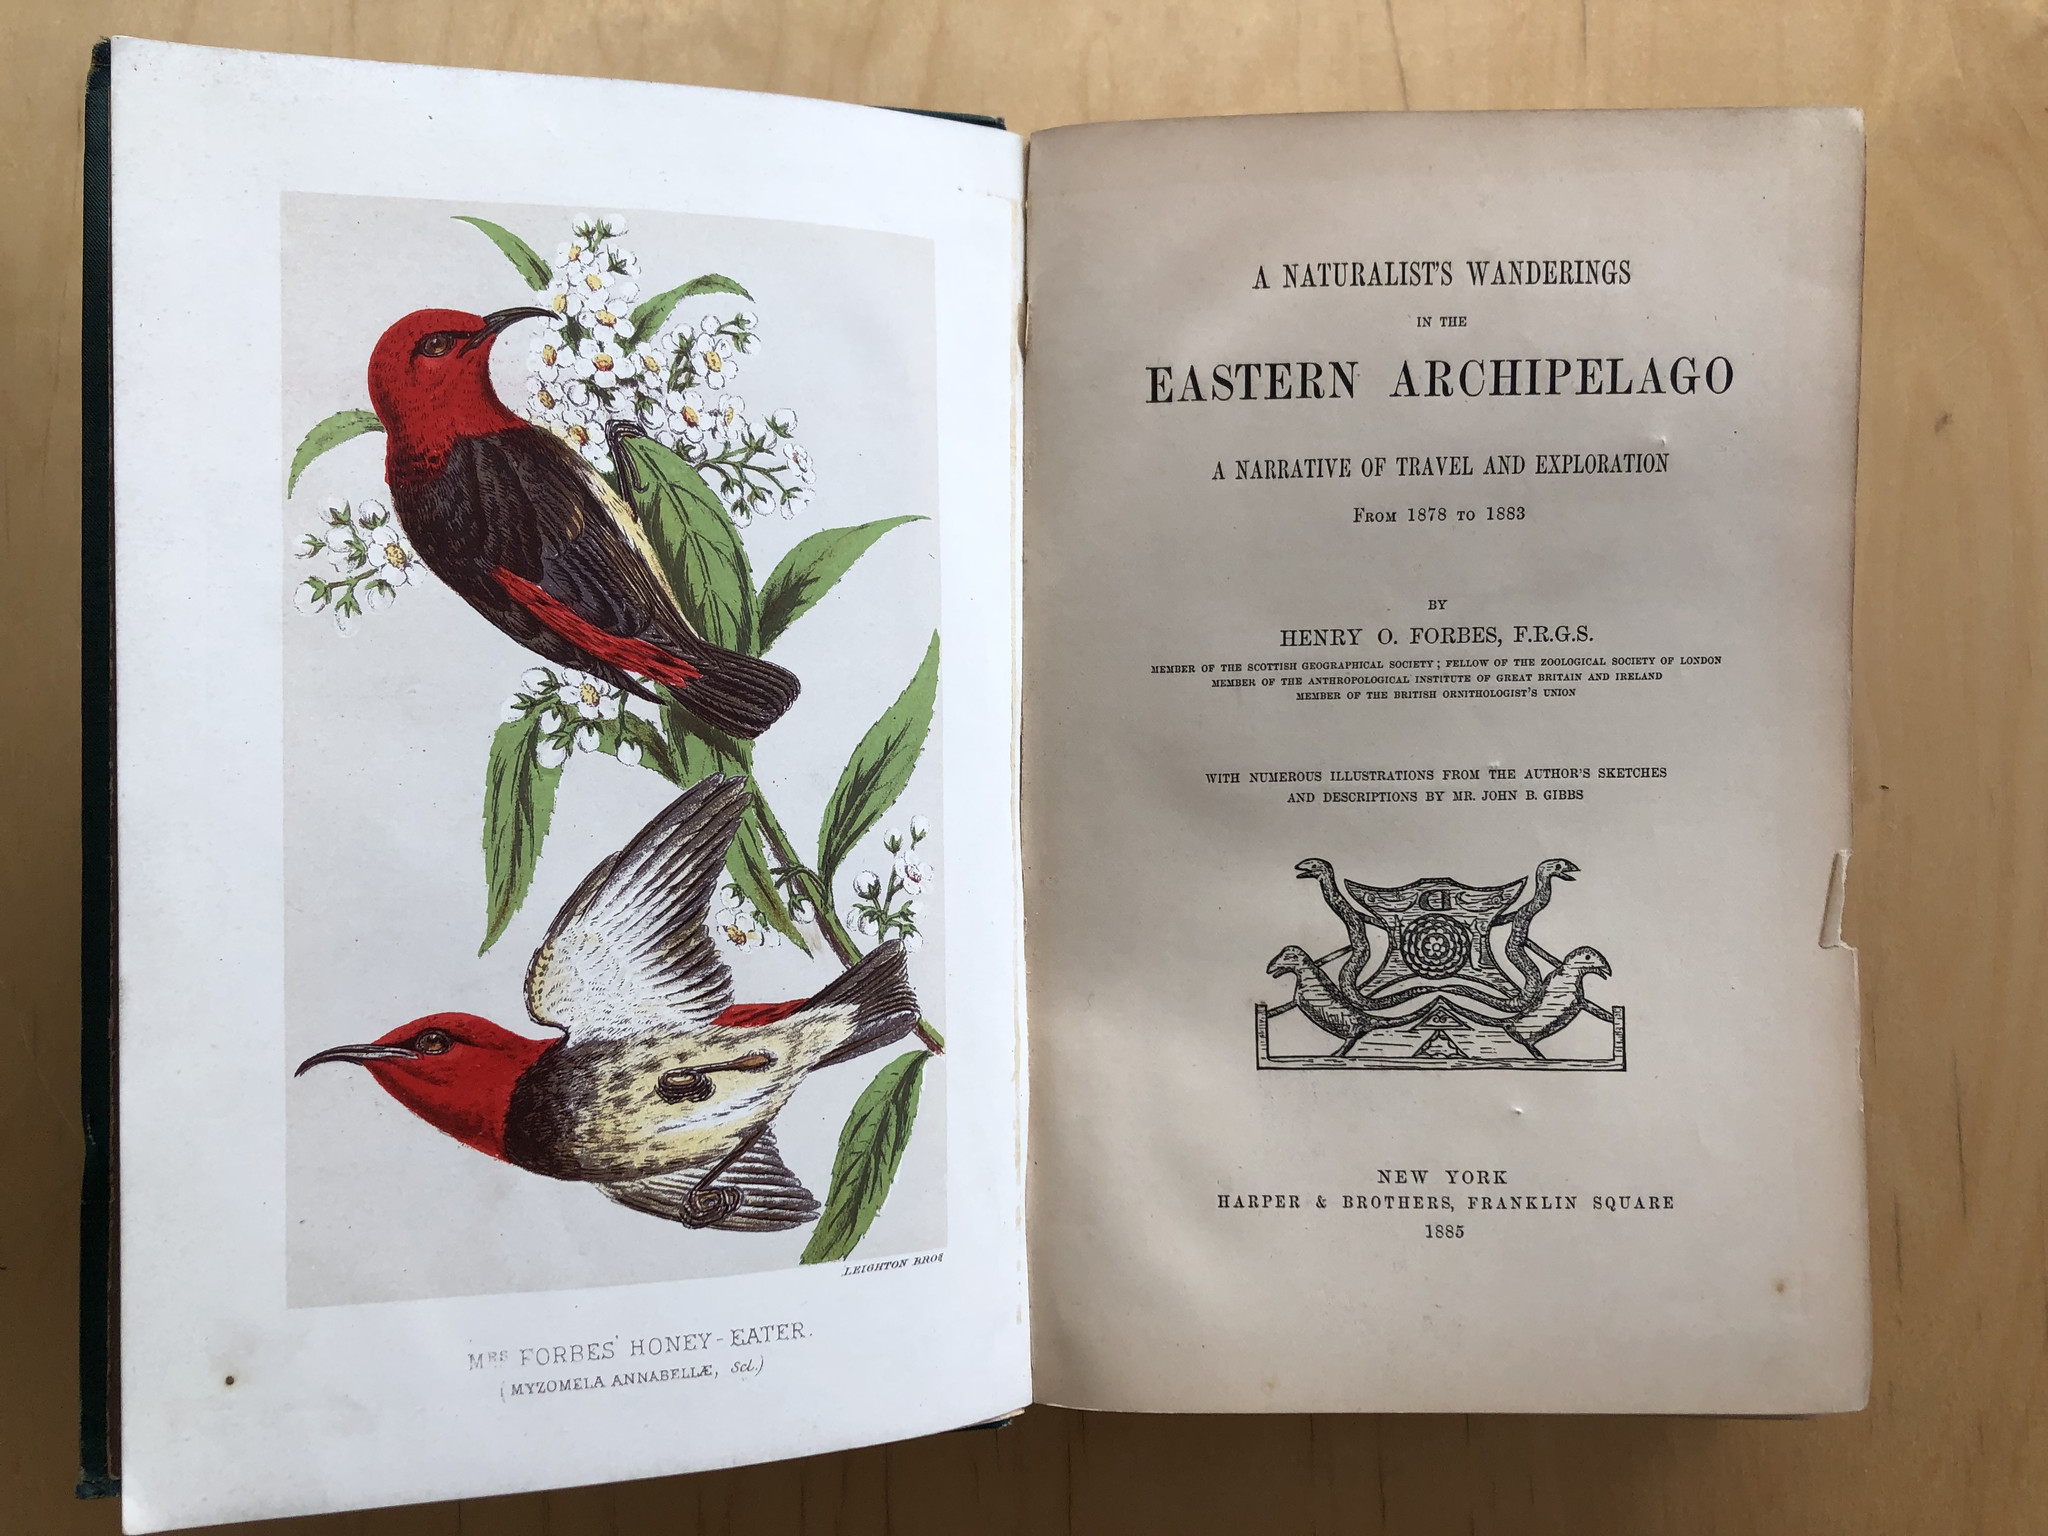 LEIGHTON BROS
MRS FORBES' HONEY-EATER.
(MYZOMELA ANNABELLÆ, Scl.)
A NATURALIST'S WANDERINGS
IN THE
EASTERN ARCHIPELAGO
A NARRATIVE OF TRAVEL AND EXPLORATION
FROM 1878 TO 1883
BY
HENRY O. FORBES, F.R.G.S.
MEMBER OF THE SCOTTISH GEOGRAPHICAL SOCIETY; FELLOW OF THE ZOOLOGICAL SOCIETY OF LONDON
MEMBER OF THE ANTHROPOLOGICAL INSTITUTE OF GREAT BRITAIN AND IRELAND
MEMBER OF THE BRITISH ORNITHOLOGIST'S UNION
WITH NUMEROUS ILLUSTRATIONS FROM THE AUTHOR'S SKETCHES
AND DESCRIPTIONS BY MR. JOHN B. GIBBS
NEW YORK
HARPER & BROTHERS, FRANKLIN SQUARE
1885